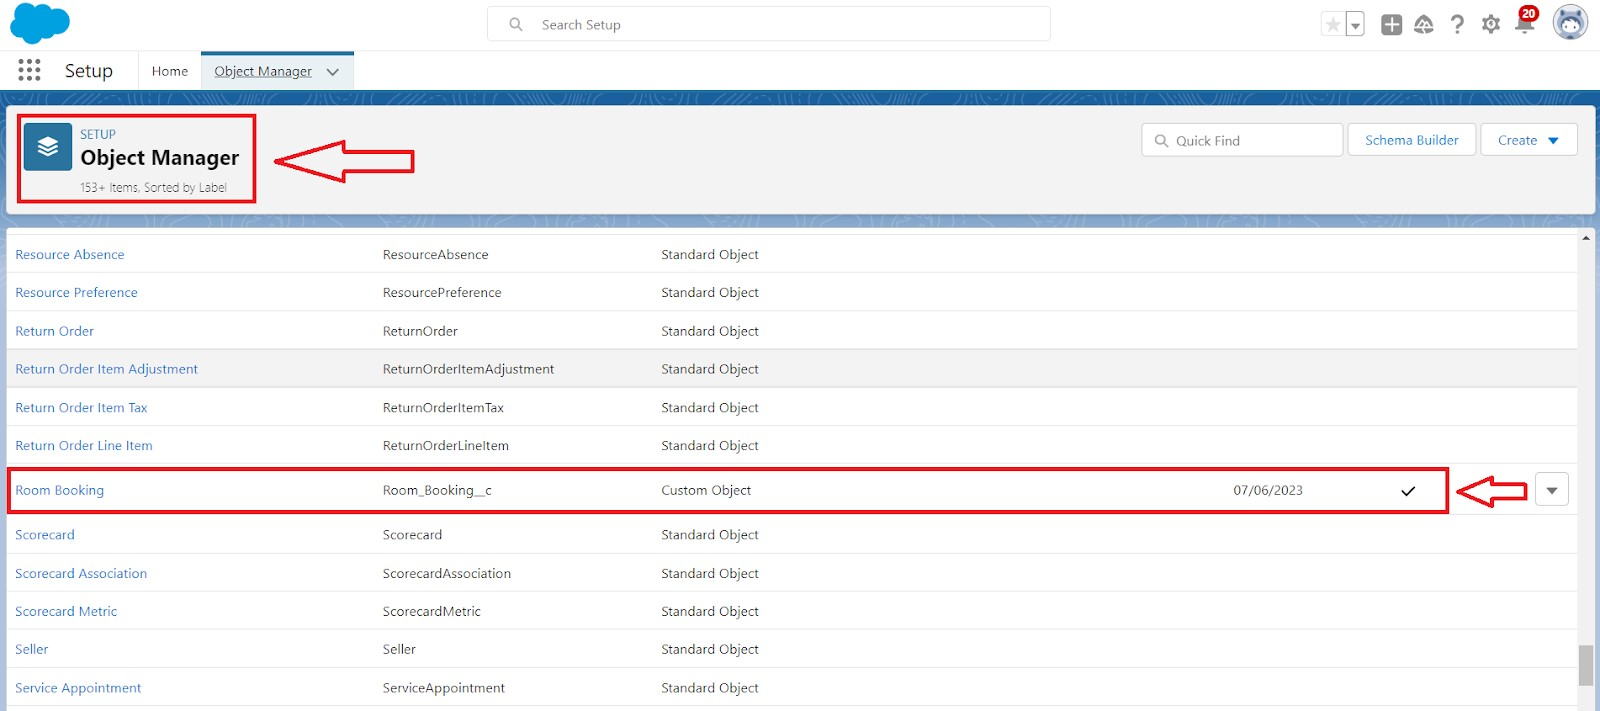 Search Setup
20
Setup Home Object Manager
SETUP
Object Manager
153+ Items, Sorted by Label
Quick Find Schema Builder Create
Resource Absence ResourceAbsence Standard Object
Resource Preference ResourcePreference Standard Object
Return Order ReturnOrder Standard Object
Return Order Item Adjustment ReturnOrderItemAdjustment Standard Object
Return Order Item Tax ReturnOrderItemTax Standard Object
Return Order Line Item ReturnOrderLineItem Standard Object
Room Booking Room_Booking__c Custom Object 07/06/2023
Scorecard Scorecard Standard Object
Scorecard Association ScorecardAssociation Standard Object
Scorecard Metric ScorecardMetric Standard Object
Seller Seller Standard Object
Service Appointment ServiceAppointment Standard Object